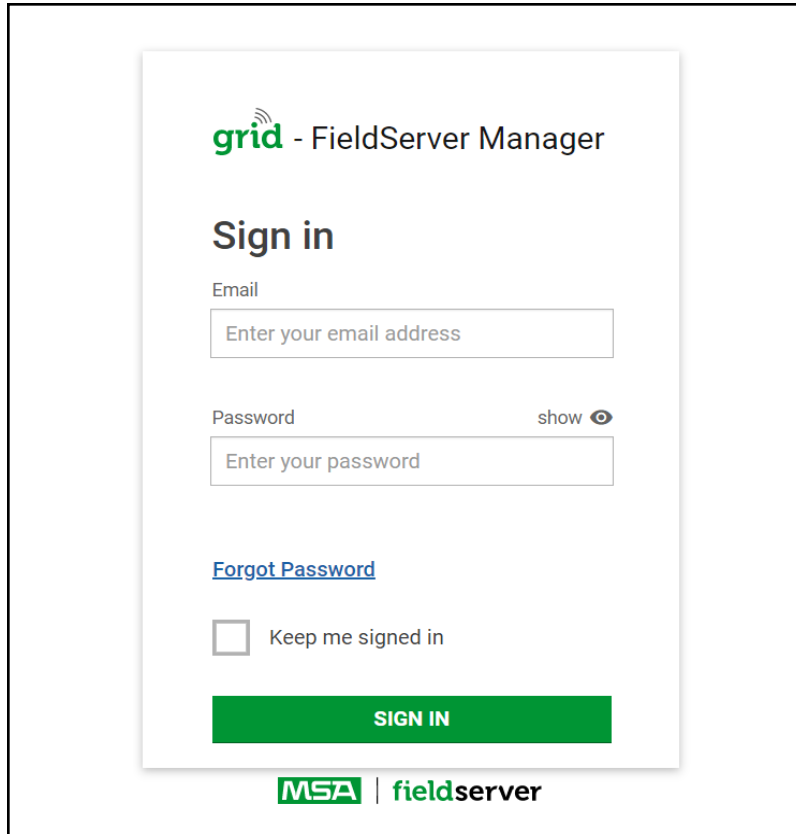 grid - FieldServer Manager
Sign in
Email
Enter your email address
Password show
Enter your password
Forgot Password
Keep me signed in
SIGN IN
MSA | fieldserver